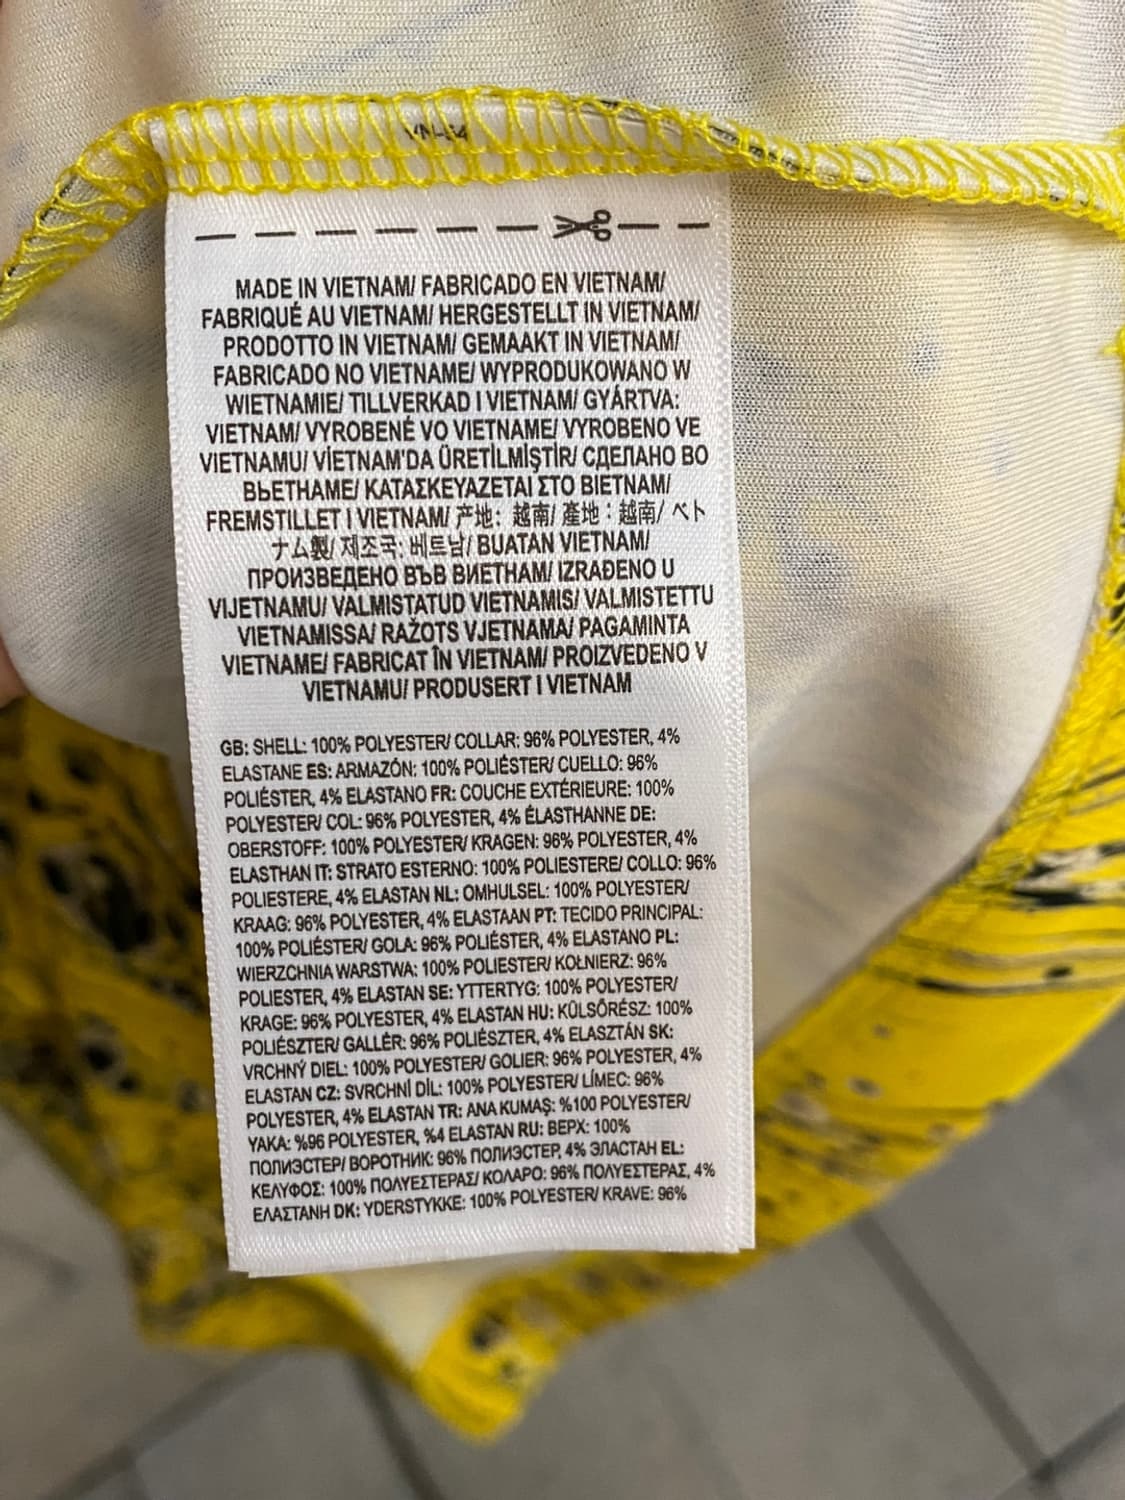 MADE IN VIETNAM/ FABRICADO EN VIETNAM/
FABRIQUÉ AU VIETNAM/ HERGESTELLT IN VIETNAM/
PRODOTTO IN VIETNAM/ GEMAAKT IN VIETNAM/
FABRICADO NO VIETNAME/ WYPRODUKOWANO W
WIETNAMIE/ TILLVERKAD I VIETNAM/ GYÁRTVA:
VIETNAM/ VYROBENÉ VO VIETNAME/ VYROBENO VE
VIETNAMU/ VİETNAM'DA ÜRETİLMİŞTİR/ СДЕЛАНО ВО
ВЬЕТНАМЕ/ ΚΑΤΑΣΚΕΥΑΖΕΤΑΙ ΣΤΟ ΒΙΕΤΝΑΜ/
FREMSTILLET I VIETNAM/ 产地: 越南/ 產地：越南/ ベト
ナム製/ 제조국: 베트남/ BUATAN VIETNAM/
ПРОИЗВЕДЕНО ВЪВ ВИЕТНАМ/ IZRAĐENO U
VIJETNAMU/ VALMISTATUD VIETNAMIS/ VALMISTETTU
VIETNAMISSA/ RAŽOTS VJETNAMA/ PAGAMINTA
VIETNAME/ FABRICAT ÎN VIETNAM/ PROIZVEDENO V
VIETNAMU/ PRODUSERT I VIETNAM
GB: SHELL: 100% POLYESTER/ COLLAR: 96% POLYESTER, 4%
ELASTANE ES: ARMAZÓN: 100% POLIÉSTER/ CUELLO: 96%
POLIÉSTER, 4% ELASTANO FR: COUCHE EXTÉRIEURE: 100%
POLYESTER/ COL: 96% POLYESTER, 4% ÉLASTHANNE DE:
OBERSTOFF: 100% POLYESTER/ KRAGEN: 96% POLYESTER, 4%
ELASTHAN IT: STRATO ESTERNO: 100% POLIESTERE/ COLLO: 96%
POLIESTERE, 4% ELASTAN NL: OMHULSEL: 100% POLYESTER/
KRAAG: 96% POLYESTER, 4% ELASTAAN PT: TECIDO PRINCIPAL:
100% POLIÉSTER/ GOLA: 96% POLIÉSTER, 4% ELASTANO PL:
WIERZCHNIA WARSTWA: 100% POLIESTER/ KOŁNIERZ: 96%
POLIESTER, 4% ELASTAN SE: YTTERTYG: 100% POLYESTER/
KRAGE: 96% POLYESTER, 4% ELASTAN HU: KÜLSŐRÉSZ: 100%
POLIÉSZTER/ GALLÉR: 96% POLIÉSZTER, 4% ELASZTÁN SK:
VRCHNÝ DIEL: 100% POLYESTER/ GOLIER: 96% POLYESTER, 4%
ELASTAN CZ: SVRCHNÍ DÍL: 100% POLYESTER/ LÍMEC: 96%
POLYESTER, 4% ELASTAN TR: ANA KUMAŞ: %100 POLYESTER/
YAKA: %96 POLYESTER, %4 ELASTAN RU: ВЕРХ: 100%
ПОЛИЭСТЕР/ ВОРОТНИК: 96% ПОЛИЭСТЕР, 4% ЭЛАСТАН EL:
ΚΕΛΥΦΟΣ: 100% ΠΟΛΥΕΣΤΕΡΑΣ/ ΚΟΛΑΡΟ: 96% ΠΟΛΥΕΣΤΕΡΑΣ, 4%
ΕΛΑΣΤΑΝΗ DK: YDERSTYKKE: 100% POLYESTER/ KRAVE: 96%